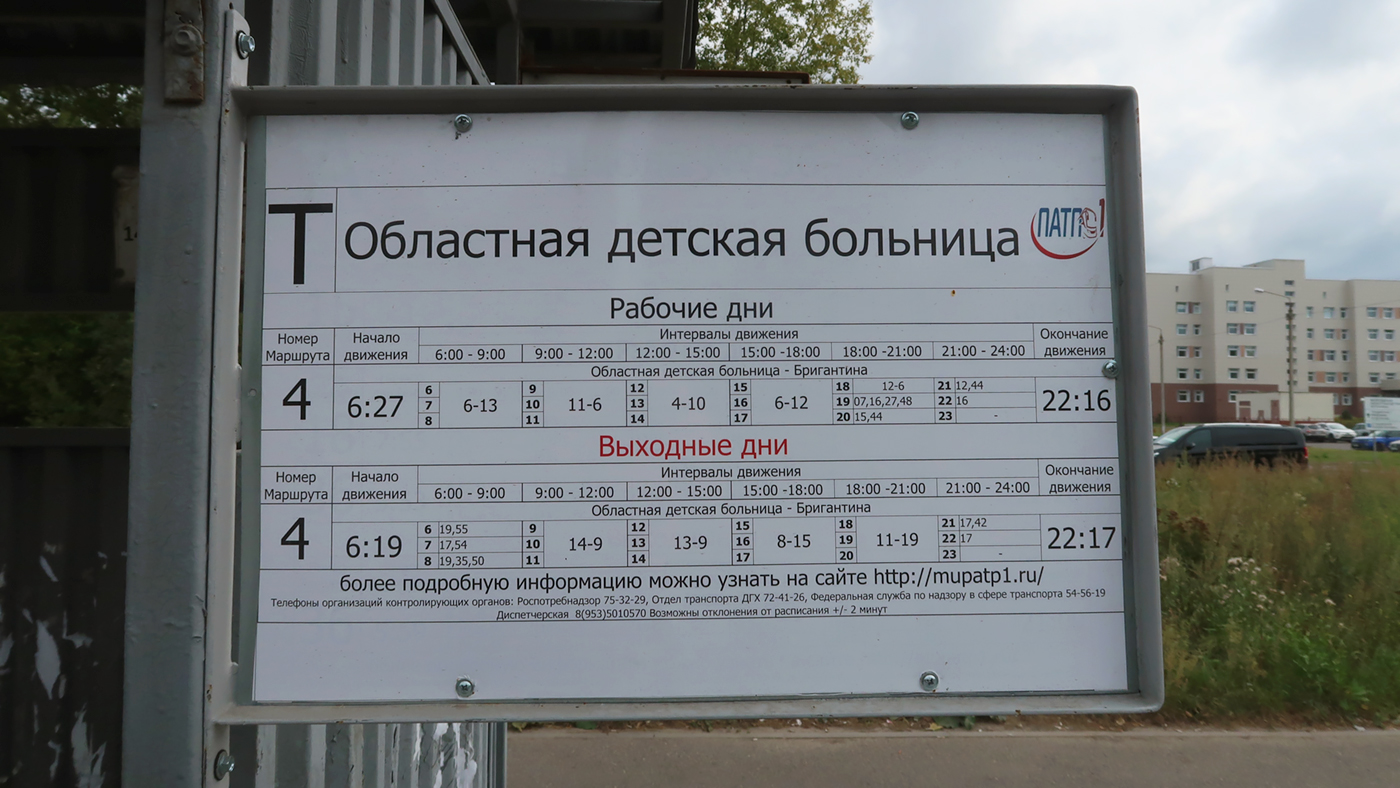 Т Областная детская больница ПАТП 1
Рабочие дни
Номер Маршрута Начало движения Интервалы движения Окончание движения
6:00 - 9:00 9:00 - 12:00 12:00 - 15:00 15:00 -18:00 18:00 -21:00 21:00 - 24:00
Областная детская больница - Бригантина
4 6:27 6 7 8 6-13 9 10 11 11-6 12 13 14 4-10 15 16 17 6-12 18 12-6 19 07,16,27,48 20 15,44 21 12,44 22 16 23 - 22:16
Выходные дни
Номер Маршрута Начало движения Интервалы движения Окончание движения
6:00 - 9:00 9:00 - 12:00 12:00 - 15:00 15:00 -18:00 18:00 -21:00 21:00 - 24:00
Областная детская больница - Бригантина
4 6:19 6 19,55 7 17,54 8 19,35,50 9 10 11 14-9 12 13 14 13-9 15 16 17 8-15 18 19 20 11-19 21 17,42 22 17 23 - 22:17
более подробную информацию можно узнать на сайте http://mupatp1.ru/
Телефоны организаций контролирующих органов: Роспотребнадзор 75-32-29, Отдел транспорта ДГХ 72-41-26, Федеральная служба по надзору в сфере транспорта 54-56-19
Диспетчерская 8(953)5010570 Возможны отклонения от расписания +/- 2 минут